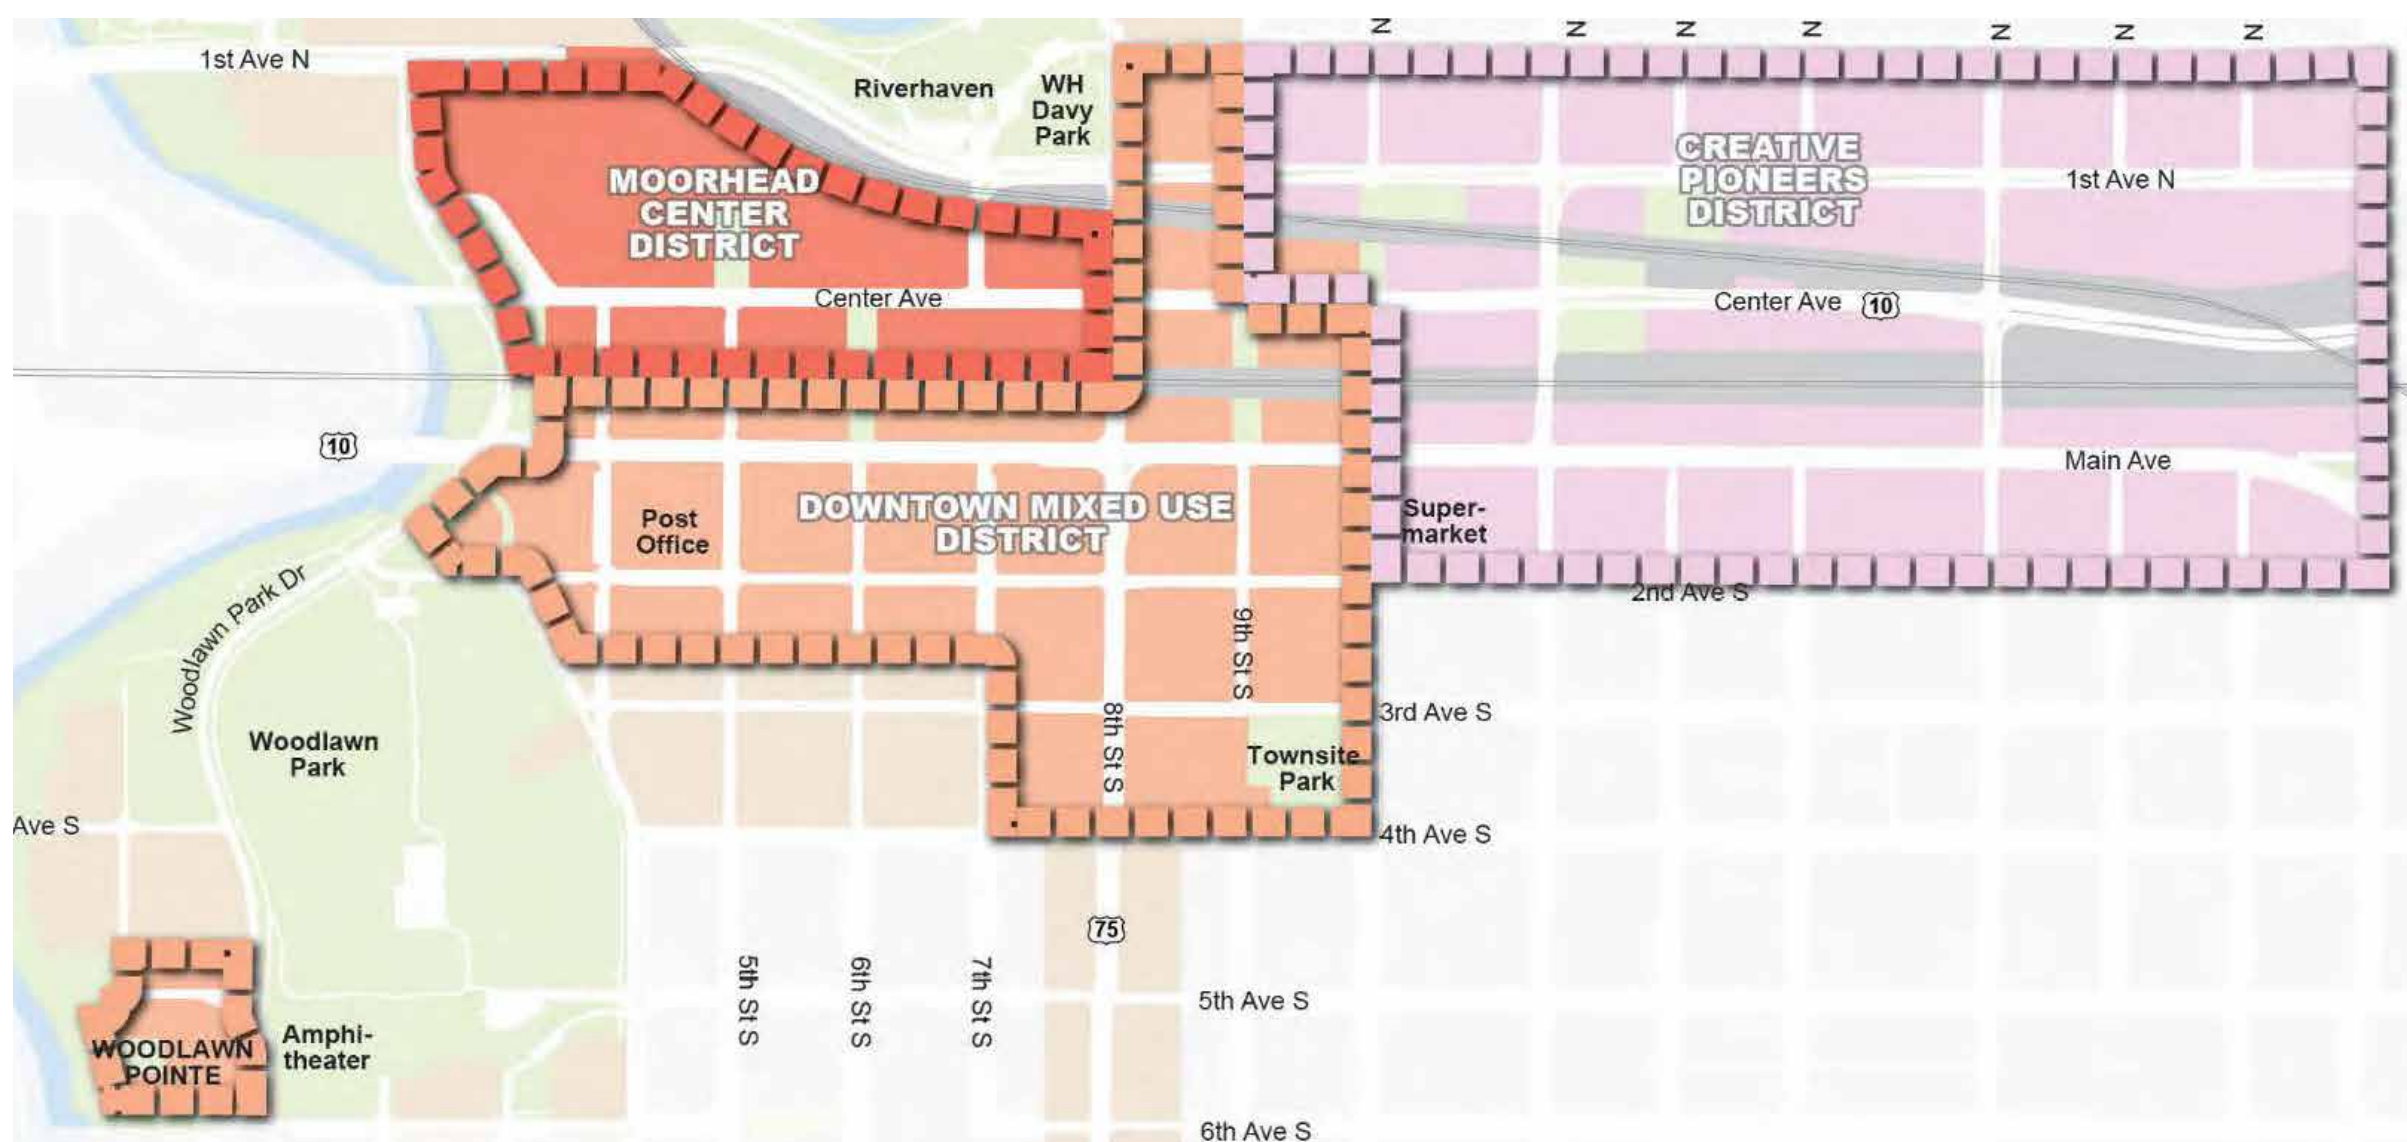 N
N
N
N
N
N
N
1st Ave N
Riverhaven
WH
Davy
Park
MOORHEAD
CENTER
DISTRICT
CREATIVE
PIONEERS
DISTRICT
1st Ave N
Center Ave
Center Ave
10
10
Main Ave
DOWNTOWN MIXED USE
DISTRICT
Post
Office
Super-
market
2nd Ave S
Woodlawn Park Dr
9th St S
8th St S
3rd Ave S
Woodlawn
Park
Townsite
Park
Ave S
4th Ave S
75
5th St S
6th St S
7th St S
5th Ave S
WOODLAWN
POINTE
Amphi-
theater
6th Ave S